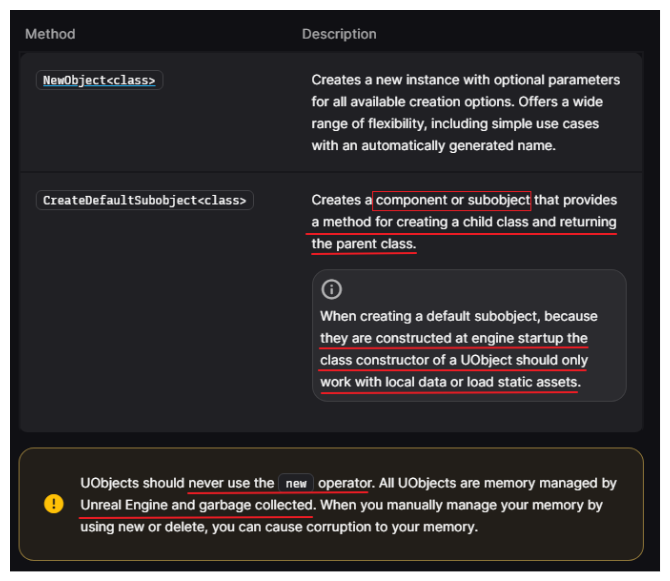 Method Description
NewObject<class>
Creates a new instance with optional parameters
for all available creation options. Offers a wide
range of flexibility, including simple use cases
with an automatically generated name.
CreateDefaultSubobject<class>
Creates a component or subobject that provides
a method for creating a child class and returning
the parent class.
When creating a default subobject, because
they are constructed at engine startup the
class constructor of a UObject should only
work with local data or load static assets.
UObjects should never use the new operator. All UObjects are memory managed by
Unreal Engine and garbage collected. When you manually manage your memory by
using new or delete, you can cause corruption to your memory.